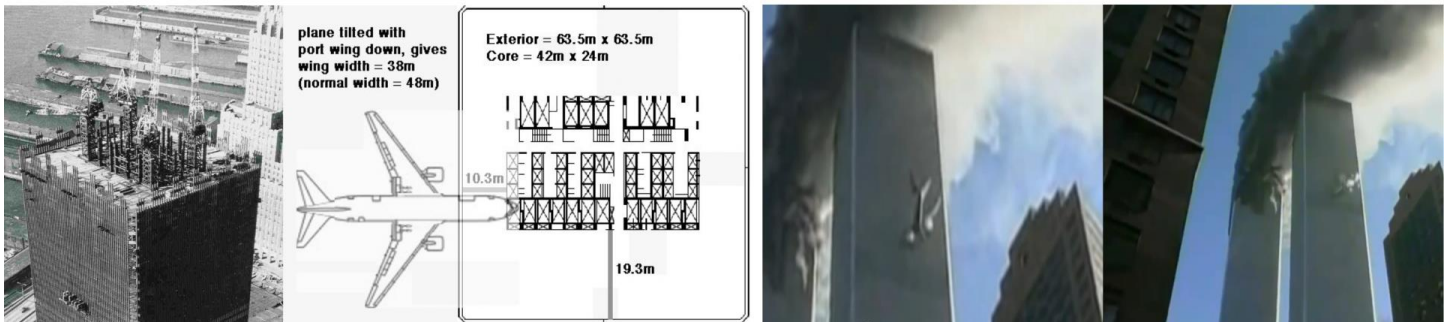 plane tilted with
port wing down, gives
wing width = 38m
(normal width = 48m)
Exterior = 63.5m x 63.5m
Core = 42m x 24m
10.3m
19.3m